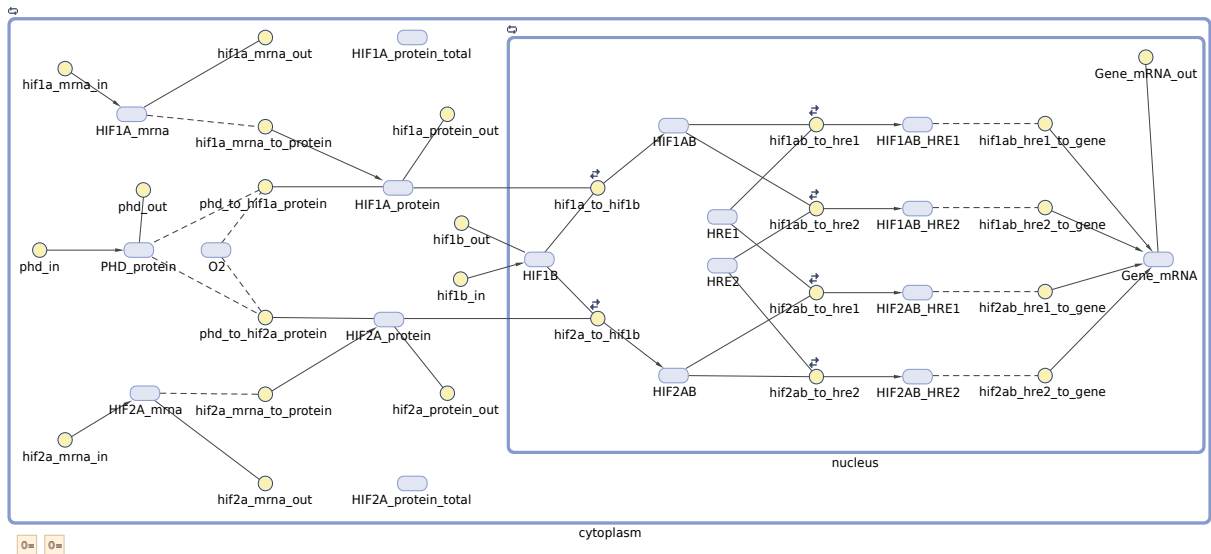 hif1a_mrna_out
HIF1A_protein_total
Gene_mRNA_out
hif1a_mrna_in
HIF1A_mrna
hif1a_mrna_to_protein
hif1a_protein_out
HIF1AB
hif1ab_to_hre1
HIF1AB_HRE1
hif1ab_hre1_to_gene
phd_out
phd_to_hif1a_protein
HIF1A_protein
hif1a_to_hif1b
HRE1
hif1ab_to_hre2
HIF1AB_HRE2
hif1ab_hre2_to_gene
phd_in
PHD_protein
O2
hif1b_out
HIF1B
HRE2
Gene_mRNA
hif1b_in
hif2ab_to_hre1
HIF2AB_HRE1
hif2ab_hre1_to_gene
phd_to_hif2a_protein
HIF2A_protein
hif2a_to_hif1b
HIF2AB
hif2ab_to_hre2
HIF2AB_HRE2
hif2ab_hre2_to_gene
HIF2A_mrna
hif2a_mrna_to_protein
hif2a_protein_out
hif2a_mrna_in
nucleus
hif2a_mrna_out
HIF2A_protein_total
cytoplasm
0=
0=